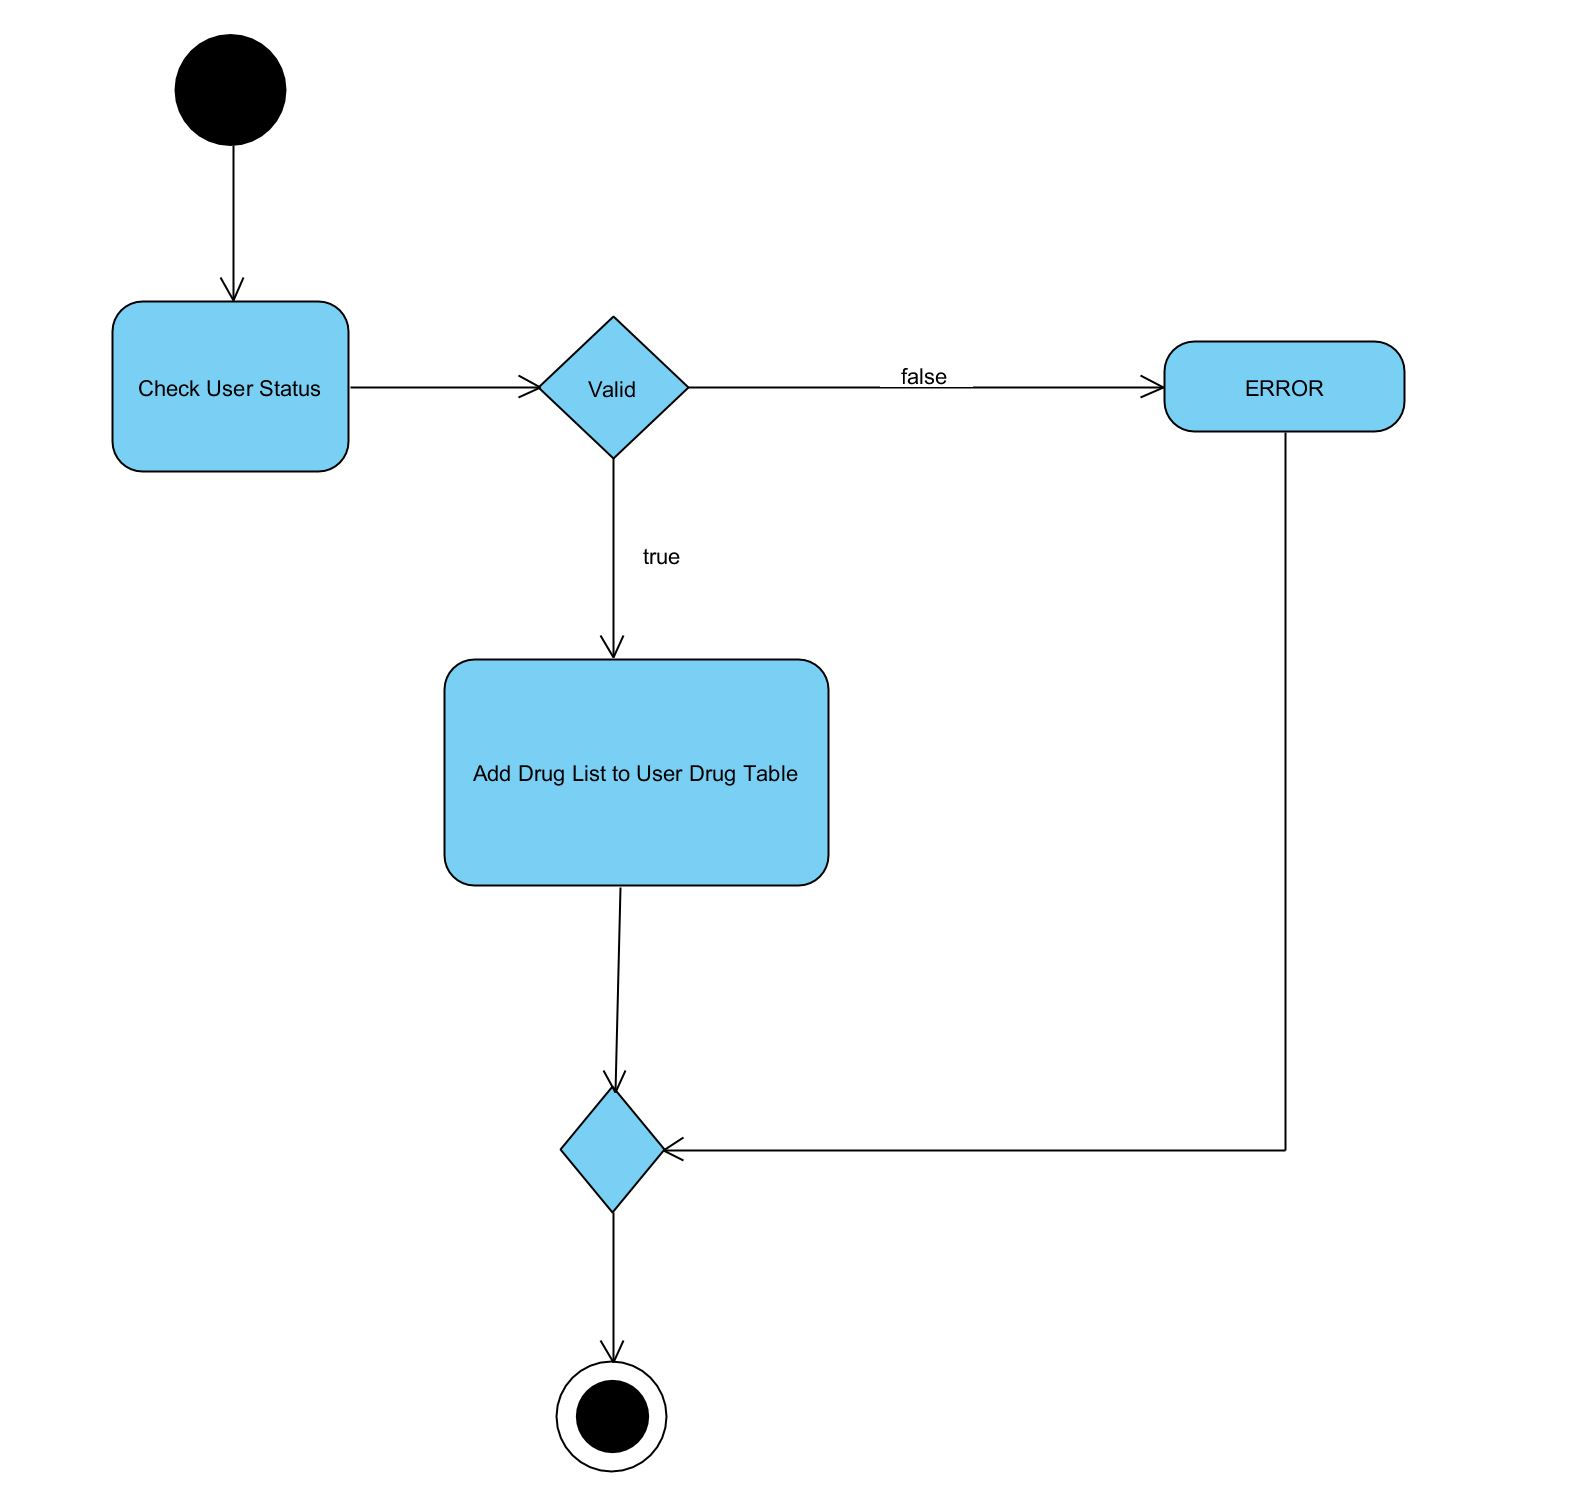 Check User Status
Valid
false
ERROR
true
Add Drug List to User Drug Table